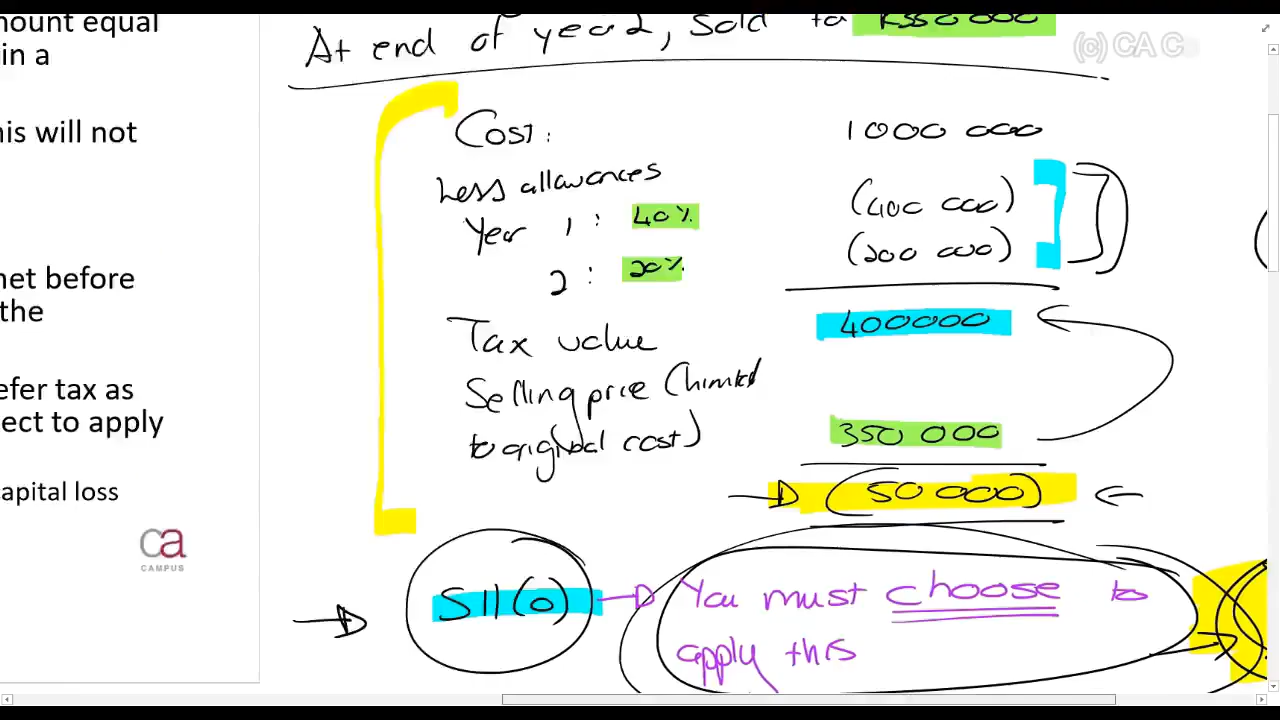 mount equal
in a
his will not
net before
the
efer tax as
ect to apply
apital loss
ca
CAMPUS
At end of year 2, sold for R350 000
(c) CA C
Cost: 1000 000
Less allowances
Year 1: 40% (400 000)
2: 20% (200 000)
Tax value 400000
Selling price (limited
to original cost) 350 000
(50 000)
S11(o) You must choose to
apply this